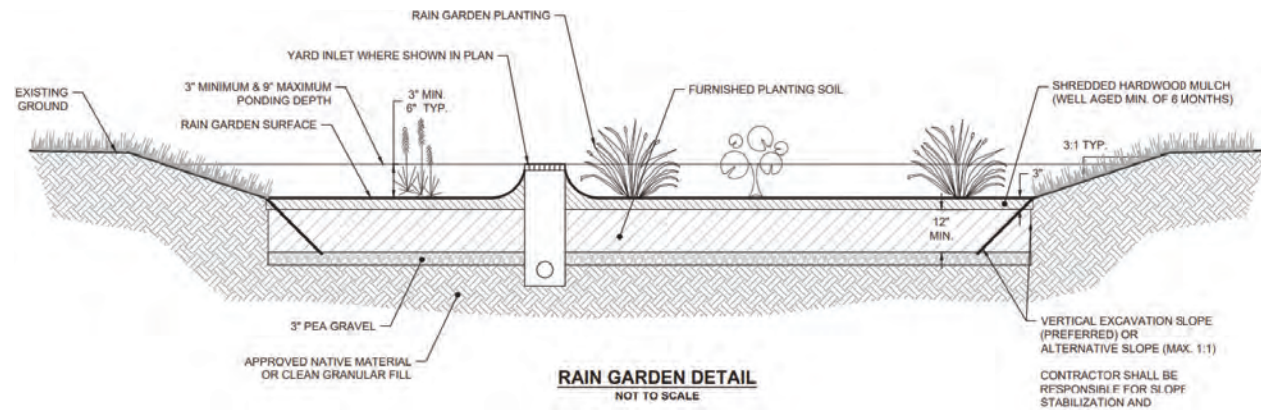 RAIN GARDEN PLANTING
YARD INLET WHERE SHOWN IN PLAN
3" MINIMUM & 9" MAXIMUM
PONDING DEPTH
3" MIN.
6" TYP.
EXISTING
GROUND
RAIN GARDEN SURFACE
FURNISHED PLANTING SOIL
SHREDDED HARDWOOD MULCH
(WELL AGED MIN. OF 6 MONTHS)
3:1 TYP.
3"
12"
MIN.
3" PEA GRAVEL
APPROVED NATIVE MATERIAL
OR CLEAN GRANULAR FILL
VERTICAL EXCAVATION SLOPE
(PREFERRED) OR
ALTERNATIVE SLOPE (MAX. 1:1)
CONTRACTOR SHALL BE
RESPONSIBLE FOR SLOPE
STABILIZATION AND
RAIN GARDEN DETAIL
NOT TO SCALE